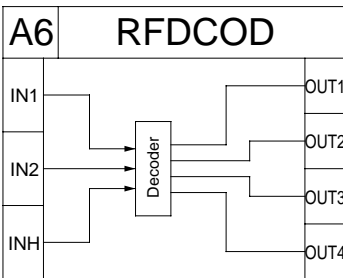 A6 RFDCOD
IN1
IN2
INH
Decoder
OUT1
OUT2
OUT3
OUT4